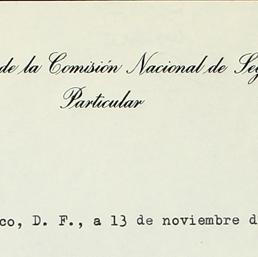 de la Comisión Nacional de Seg
Particular
co, D. F., a 13 de noviembre d